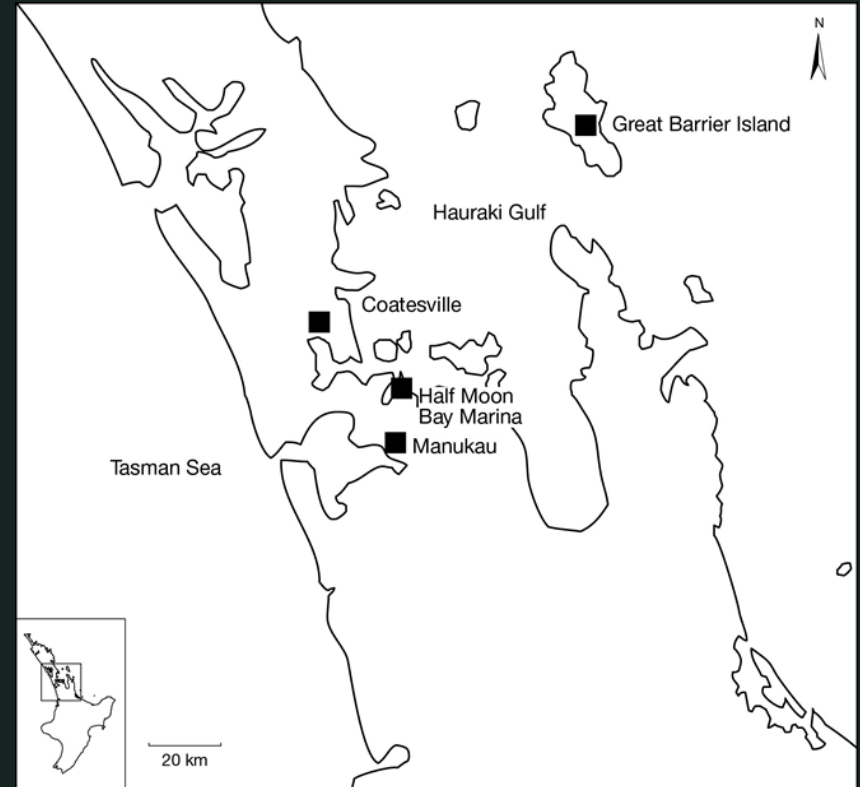 N
Great Barrier Island
Hauraki Gulf
Coatesville
Half Moon
Bay Marina
Manukau
Tasman Sea
20 km